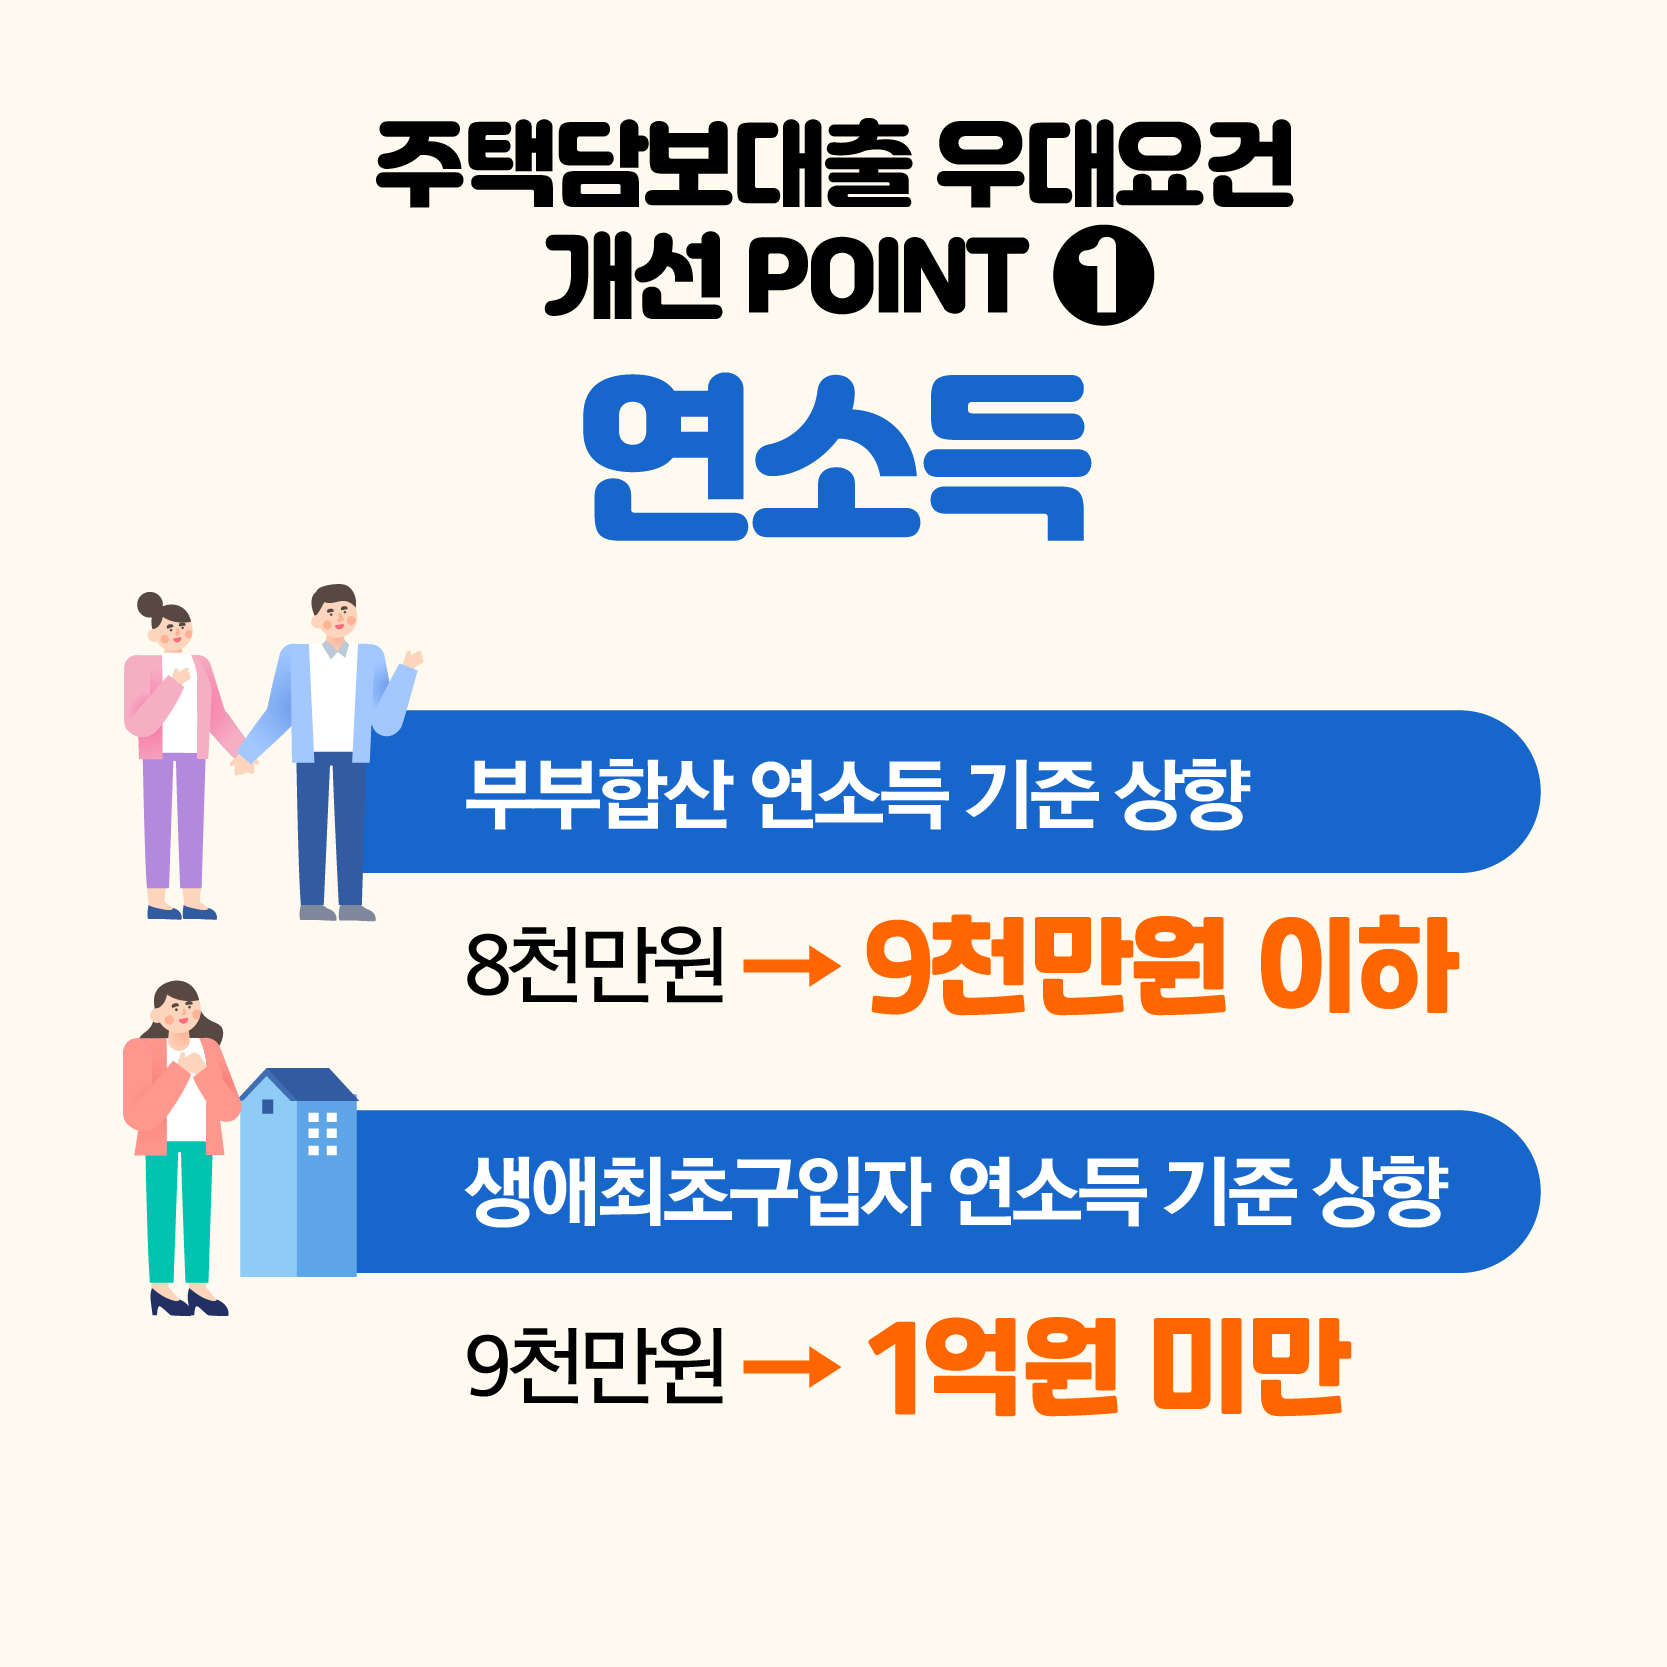 주택담보대출 우대요건
개선 POINT 1
연소득
부부합산 연소득 기준 상향
8천만원 → 9천만원 이하
생애최초구입자 연소득 기준 상향
9천만원 → 1억원 미만